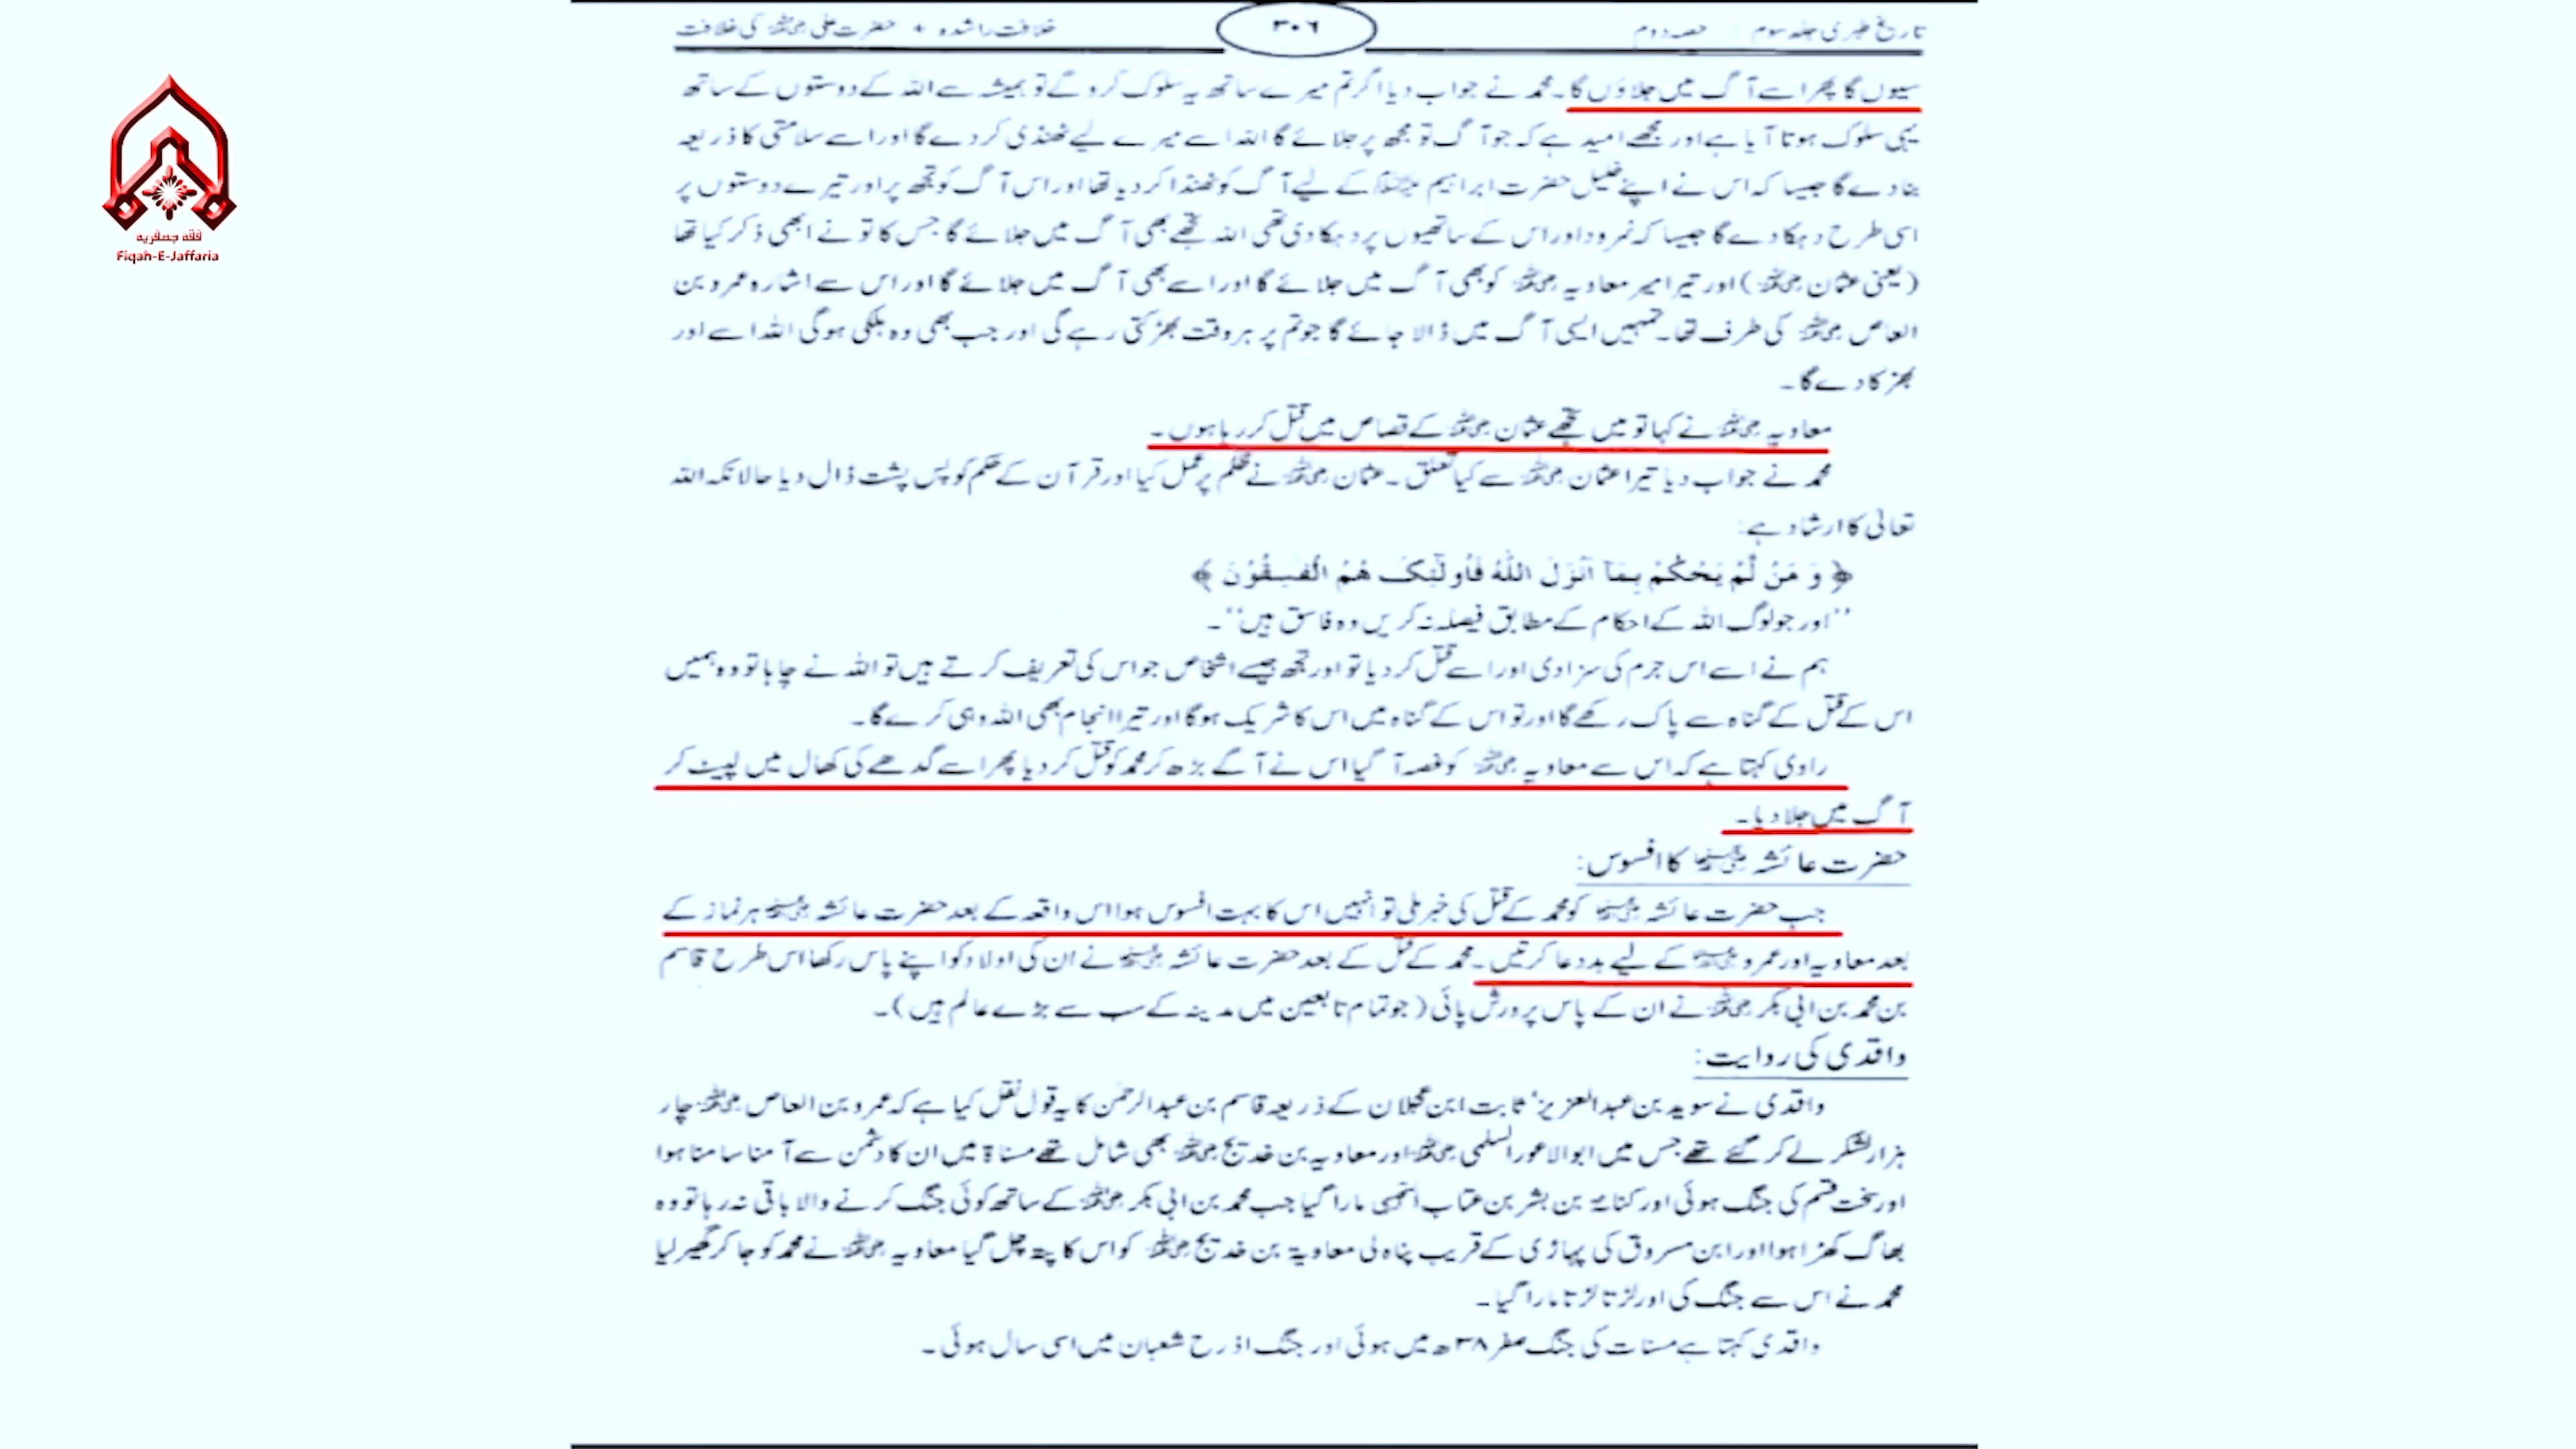 تاریخ طبری جلد سوم حصہ دوم
۳۰۶
خلافت راشدہ + حضرت علی رضی اللہ عنہ کی خلافت
فقہ جعفریہ
Fiqah-E-Jaffaria
سیوں گا پھر اسے آگ میں جلاؤں گا۔ محمد نے جواب دیا اگر تم میرے ساتھ یہ سلوک کرو گے تو ہمیشہ سے اللہ کے دوستوں کے ساتھ
یہی سلوک ہوتا آیا ہے اور مجھے امید ہے کہ جو آگ تو مجھ پر جلائے گا اللہ اسے میرے لیے ٹھنڈی کر دے گا اور اسے سلامتی کا ذریعہ
بنا دے گا جیسا کہ اس نے اپنے خلیل حضرت ابراہیم علیہ السلام کے لیے آگ کو ٹھنڈا کر دیا تھا اور اس آگ کو تجھ پر اور تیرے دوستوں پر
اسی طرح دہکا دے گا جیسا کہ نمرود اور اس کے ساتھیوں پر دہکا دی تھی اللہ تجھے بھی آگ میں جلائے گا جس کا تو نے ابھی ذکر کیا تھا
(یعنی عثمان رضی اللہ عنہ) اور تیرا امیر معاویہ رضی اللہ عنہ کو بھی آگ میں جلائے گا اور اسے بھی آگ میں جلائے گا اور اس سے اشارہ عمرو بن
العاص رضی اللہ عنہ کی طرف تھا۔ تمہیں ایسی آگ میں ڈالا جائے گا جو تم پر ہر وقت بھڑکتی رہے گی اور جب بھی وہ ہلکی ہوگی اللہ اسے اور
بھڑکا دے گا۔
معاویہ رضی اللہ عنہ نے کہا تو میں تجھے عثمان رضی اللہ عنہ کے قصاص میں قتل کر رہا ہوں۔
محمد نے جواب دیا تیرا عثمان رضی اللہ عنہ سے کیا تعلق۔ عثمان رضی اللہ عنہ نے ظلم پر عمل کیا اور قرآن کے حکم کو پس پشت ڈال دیا حالانکہ اللہ
تعالیٰ کا ارشاد ہے:
﴿ وَ مَنْ لَّمْ يَحْكُمْ بِمَآ اَنْزَلَ اللّٰهُ فَاُولٰٓئِكَ هُمُ الْفٰسِقُوْنَ ﴾
''اور جو لوگ اللہ کے احکام کے مطابق فیصلہ نہ کریں وہ فاسق ہیں''۔
ہم نے اسے اس جرم کی سزا دی اور اسے قتل کر دیا تو اور تجھ جیسے اشخاص جو اس کی تعریف کرتے ہیں تو اللہ نے چاہا تو وہ ہمیں
اس کے قتل کے گناہ سے پاک رکھے گا اور تو اس کے گناہ میں اس کا شریک ہوگا اور تیرا انجام بھی اللہ وہی کرے گا۔
راوی کہتا ہے کہ اس سے معاویہ رضی اللہ عنہ کو غصہ آ گیا اس نے آگے بڑھ کر محمد کو قتل کر دیا پھر اسے گدھے کی کھال میں لپیٹ کر
آگ میں جلا دیا۔
حضرت عائشہ رضی اللہ عنہا کا افسوس:
جب حضرت عائشہ رضی اللہ عنہا کو محمد کے قتل کی خبر ملی تو انہیں اس کا بہت افسوس ہوا اس واقعہ کے بعد حضرت عائشہ رضی اللہ عنہا ہر نماز کے
بعد معاویہ اور عمرو رضی اللہ عنہما کے لیے بددعا کرتیں۔ محمد کے قتل کے بعد حضرت عائشہ رضی اللہ عنہا نے ان کی اولاد کو اپنے پاس رکھا اس طرح قاسم
بن محمد بن ابی بکر رضی اللہ عنہ نے ان کے پاس پرورش پائی (جو تمام تابعین میں مدینہ کے سب سے بڑے عالم ہیں)۔
واقدی کی روایت:
واقدی نے سوید بن عبدالعزیز' ثابت ابن عجلان کے ذریعہ قاسم بن عبدالرحمٰن کا یہ قول نقل کیا ہے کہ عمرو بن العاص رضی اللہ عنہ چار
ہزار لشکر لے کر گئے تھے جس میں ابوالاعور السلمی رضی اللہ عنہ اور معاویہ بن خدیج رضی اللہ عنہ بھی شامل تھے مسناۃ میں ان کا دشمن سے آمنا سامنا ہوا
اور سخت قسم کی جنگ ہوئی اور کنانہ بن بشر بن عتاب التجیبی مارا گیا جب محمد بن ابی بکر رضی اللہ عنہ کے ساتھ کوئی جنگ کرنے والا باقی نہ رہا تو وہ
بھاگ کھڑا ہوا اور ابن مسروق کی پہاڑی کے قریب پناہ لی معاویہ بن خدیج رضی اللہ عنہ کو اس کا پتہ چل گیا معاویہ رضی اللہ عنہ نے محمد کو جا کر گھیر لیا
محمد نے اس سے جنگ کی اور لڑتا لڑتا مارا گیا۔
واقدی کہتا ہے مسنات کی جنگ صفر ۳۸ھ میں ہوئی اور جنگ اذرح شعبان میں اسی سال ہوئی۔